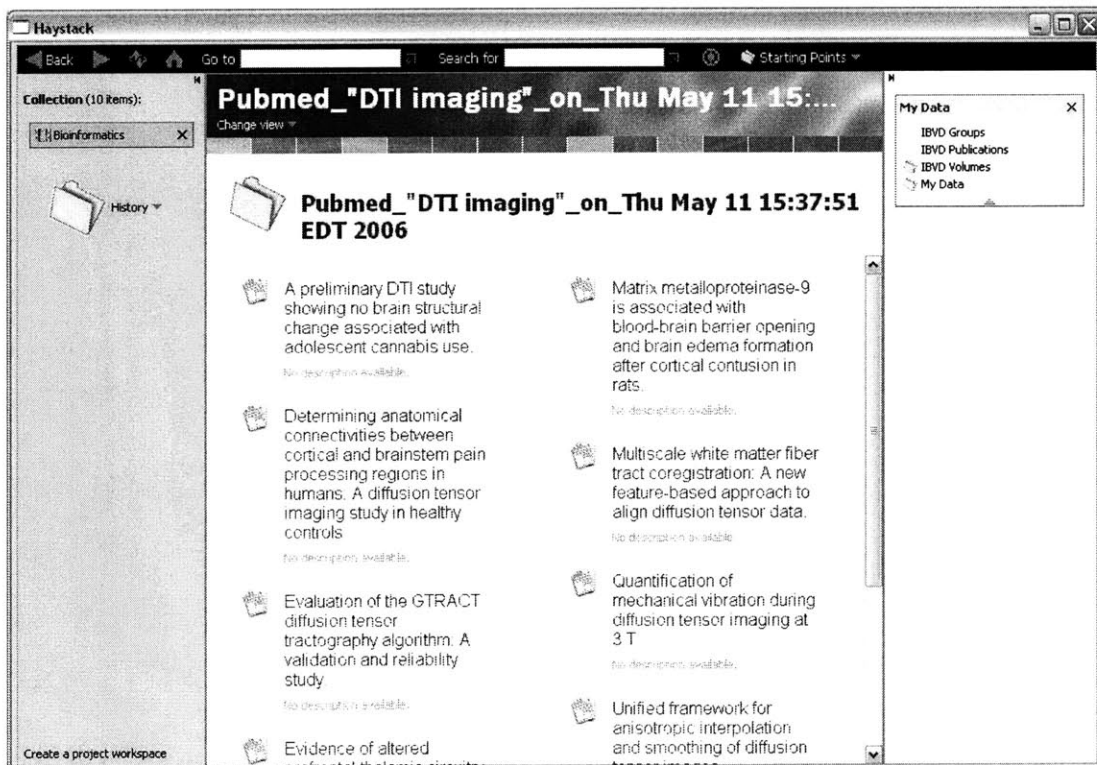 Haystack
Back
Go to
Search for
Starting Points
Collection (10 items):
Bioinformatics
History
Create a project workspace
Pubmed_"DTI imaging"_on_Thu May 11 15:...
Change view
Pubmed_"DTI imaging"_on_Thu May 11 15:37:51
EDT 2006
A preliminary DTI study
showing no brain structural
change associated with
adolescent cannabis use.
No description available.
Determining anatomical
connectivities between
cortical and brainstem pain
processing regions in
humans. A diffusion tensor
imaging study in healthy
controls
No description available.
Evaluation of the GTRACT
diffusion tensor
tractography algorithm: A
validation and reliability
study
No description available.
Evidence of altered
prefrontal-thalamic circuitry
Matrix metalloproteinase-9
is associated with
blood-brain barrier opening
and brain edema formation
after cortical contusion in
rats.
No description available.
Multiscale white matter fiber
tract coregistration: A new
feature-based approach to
align diffusion tensor data.
No description available.
Quantification of
mechanical vibration during
diffusion tensor imaging at
3 T
No description available.
Unified framework for
anisotropic interpolation
and smoothing of diffusion
tensor images
My Data
IBVD Groups
IBVD Publications
IBVD Volumes
My Data